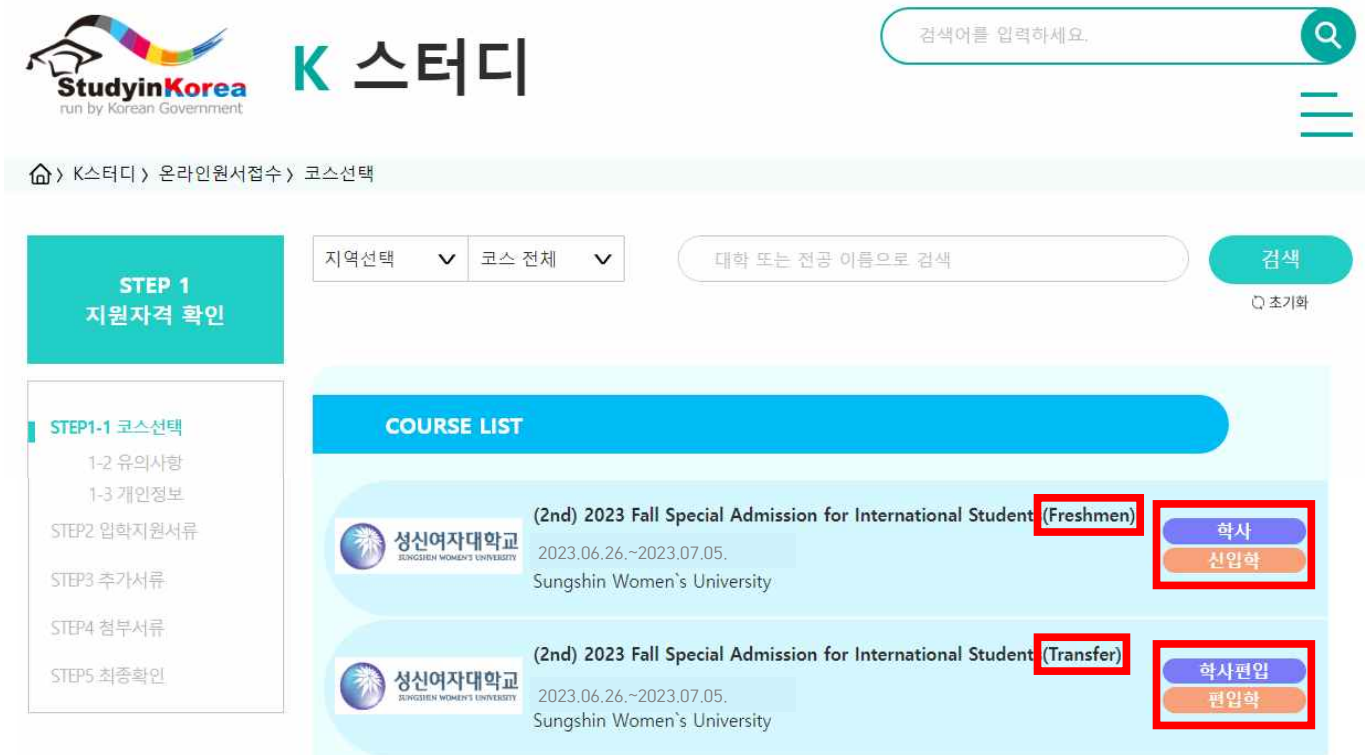 StudyinKorea
run by Korean Government
K 스터디
검색어를 입력하세요.
K스터디 〉 온라인원서접수 〉 코스선택
STEP 1
지원자격 확인
지역선택
코스 전체
대학 또는 전공 이름으로 검색
검색
초기화
STEP1-1 코스선택
1-2 유의사항
1-3 개인정보
STEP2 입학지원서류
STEP3 추가서류
STEP4 첨부서류
STEP5 최종확인
COURSE LIST
성신여자대학교
SUNGSHIN WOMEN'S UNIVERSITY
(2nd) 2023 Fall Special Admission for International Student (Freshmen)
2023.06.26.~2023.07.05.
Sungshin Women`s University
학사
신입학
성신여자대학교
SUNGSHIN WOMEN'S UNIVERSITY
(2nd) 2023 Fall Special Admission for International Student (Transfer)
2023.06.26.~2023.07.05.
Sungshin Women`s University
학사편입
편입학